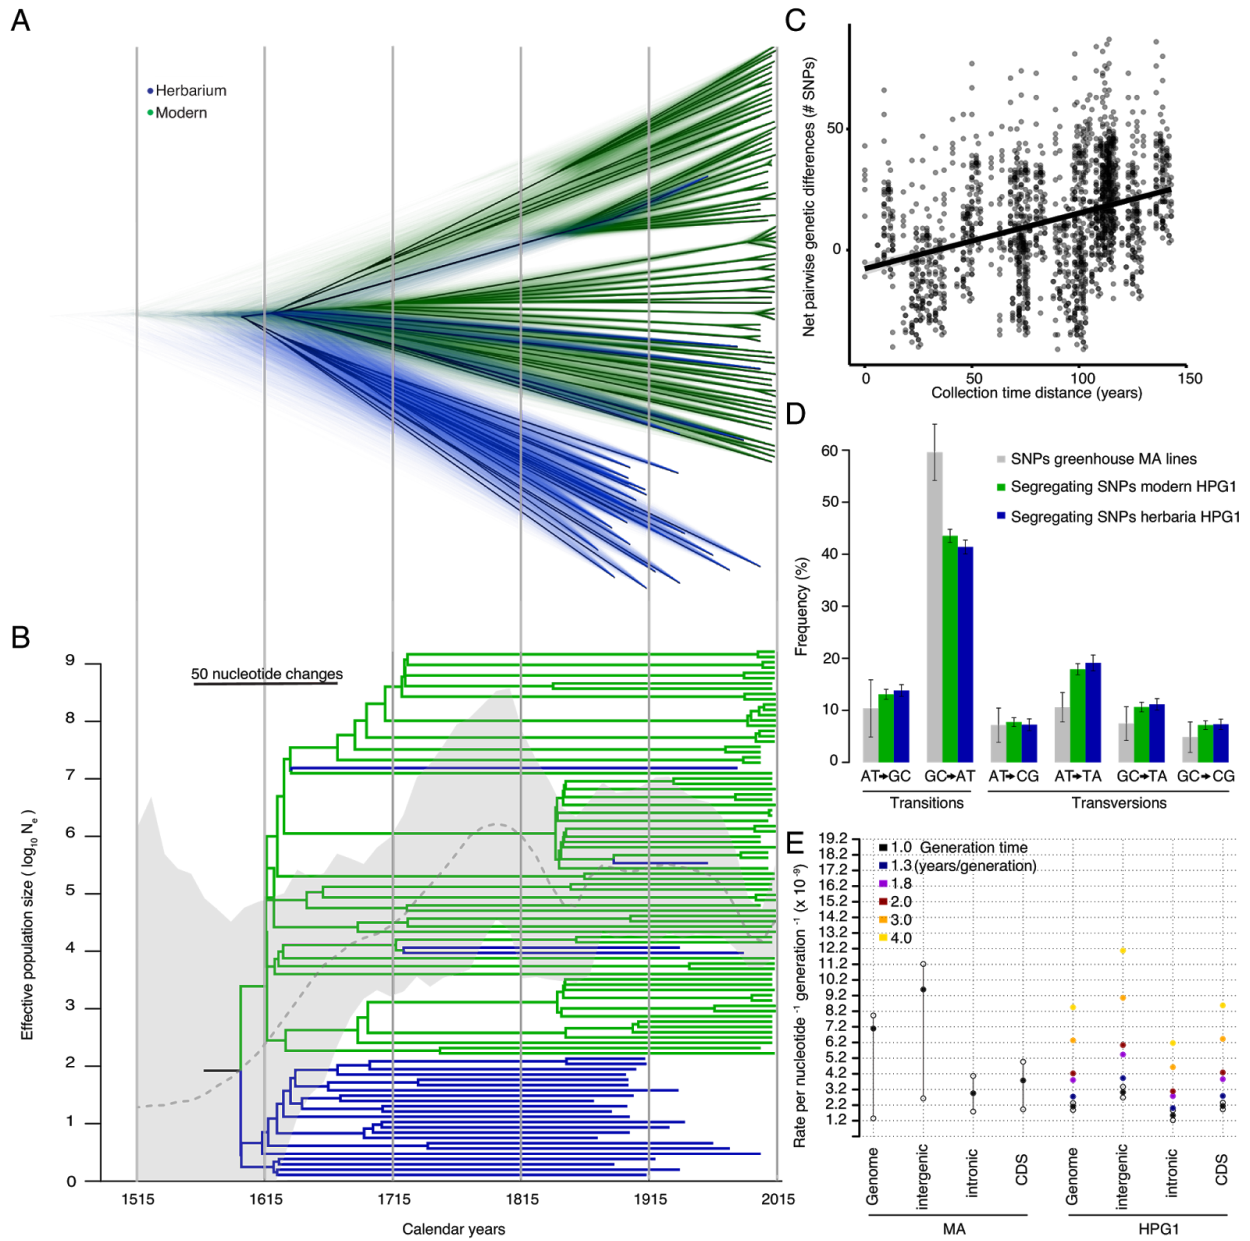 A
Herbarium
Modern
B
50 nucleotide changes
Effective population size ( log10 Ne )
9
8
7
6
5
4
3
2
1
0
1515
1615
1715
1815
1915
2015
Calendar years
C
Net pairwise genetic differences (# SNPs)
50
0
0
50
100
150
Collection time distance (years)
D
Frequency (%)
60
50
40
30
20
10
0
SNPs greenhouse MA lines
Segregating SNPs modern HPG1
Segregating SNPs herbaria HPG1
AT→GC
GC→AT
AT→CG
AT→TA
GC→TA
GC→CG
Transitions
Transversions
E
Rate per nucleotide -1 generation -1 (x 10 -9)
19.2
18.2
17.2
16.2
15.2
14.2
13.2
12.2
11.2
10.2
9.2
8.2
7.2
6.2
5.2
4.2
3.2
2.2
1.2
1.0 Generation time
1.3 (years/generation)
1.8
2.0
3.0
4.0
Genome
intergenic
intronic
CDS
Genome
intergenic
intronic
CDS
MA
HPG1